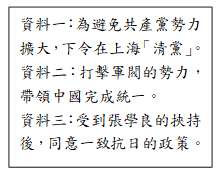 資料一：為避免共產黨勢力
擴大，下令在上海「清黨」。
資料二：打擊軍閥的勢力，
帶領中國完成統一。
資料三：受到張學良的挾持
後，同意一致抗日的政策。